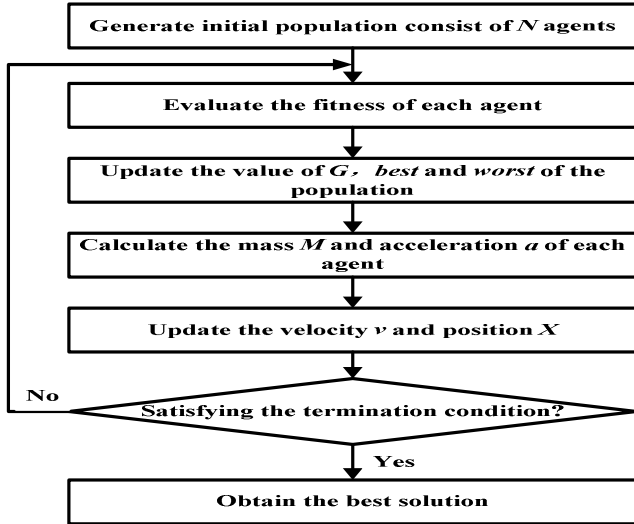 Generate initial population consist of N agents
Evaluate the fitness of each agent
Update the value of G，best and worst of the
population
Calculate the mass M and acceleration a of each
agent
Update the velocity v and position X
No
Satisfying the termination condition?
Yes
Obtain the best solution